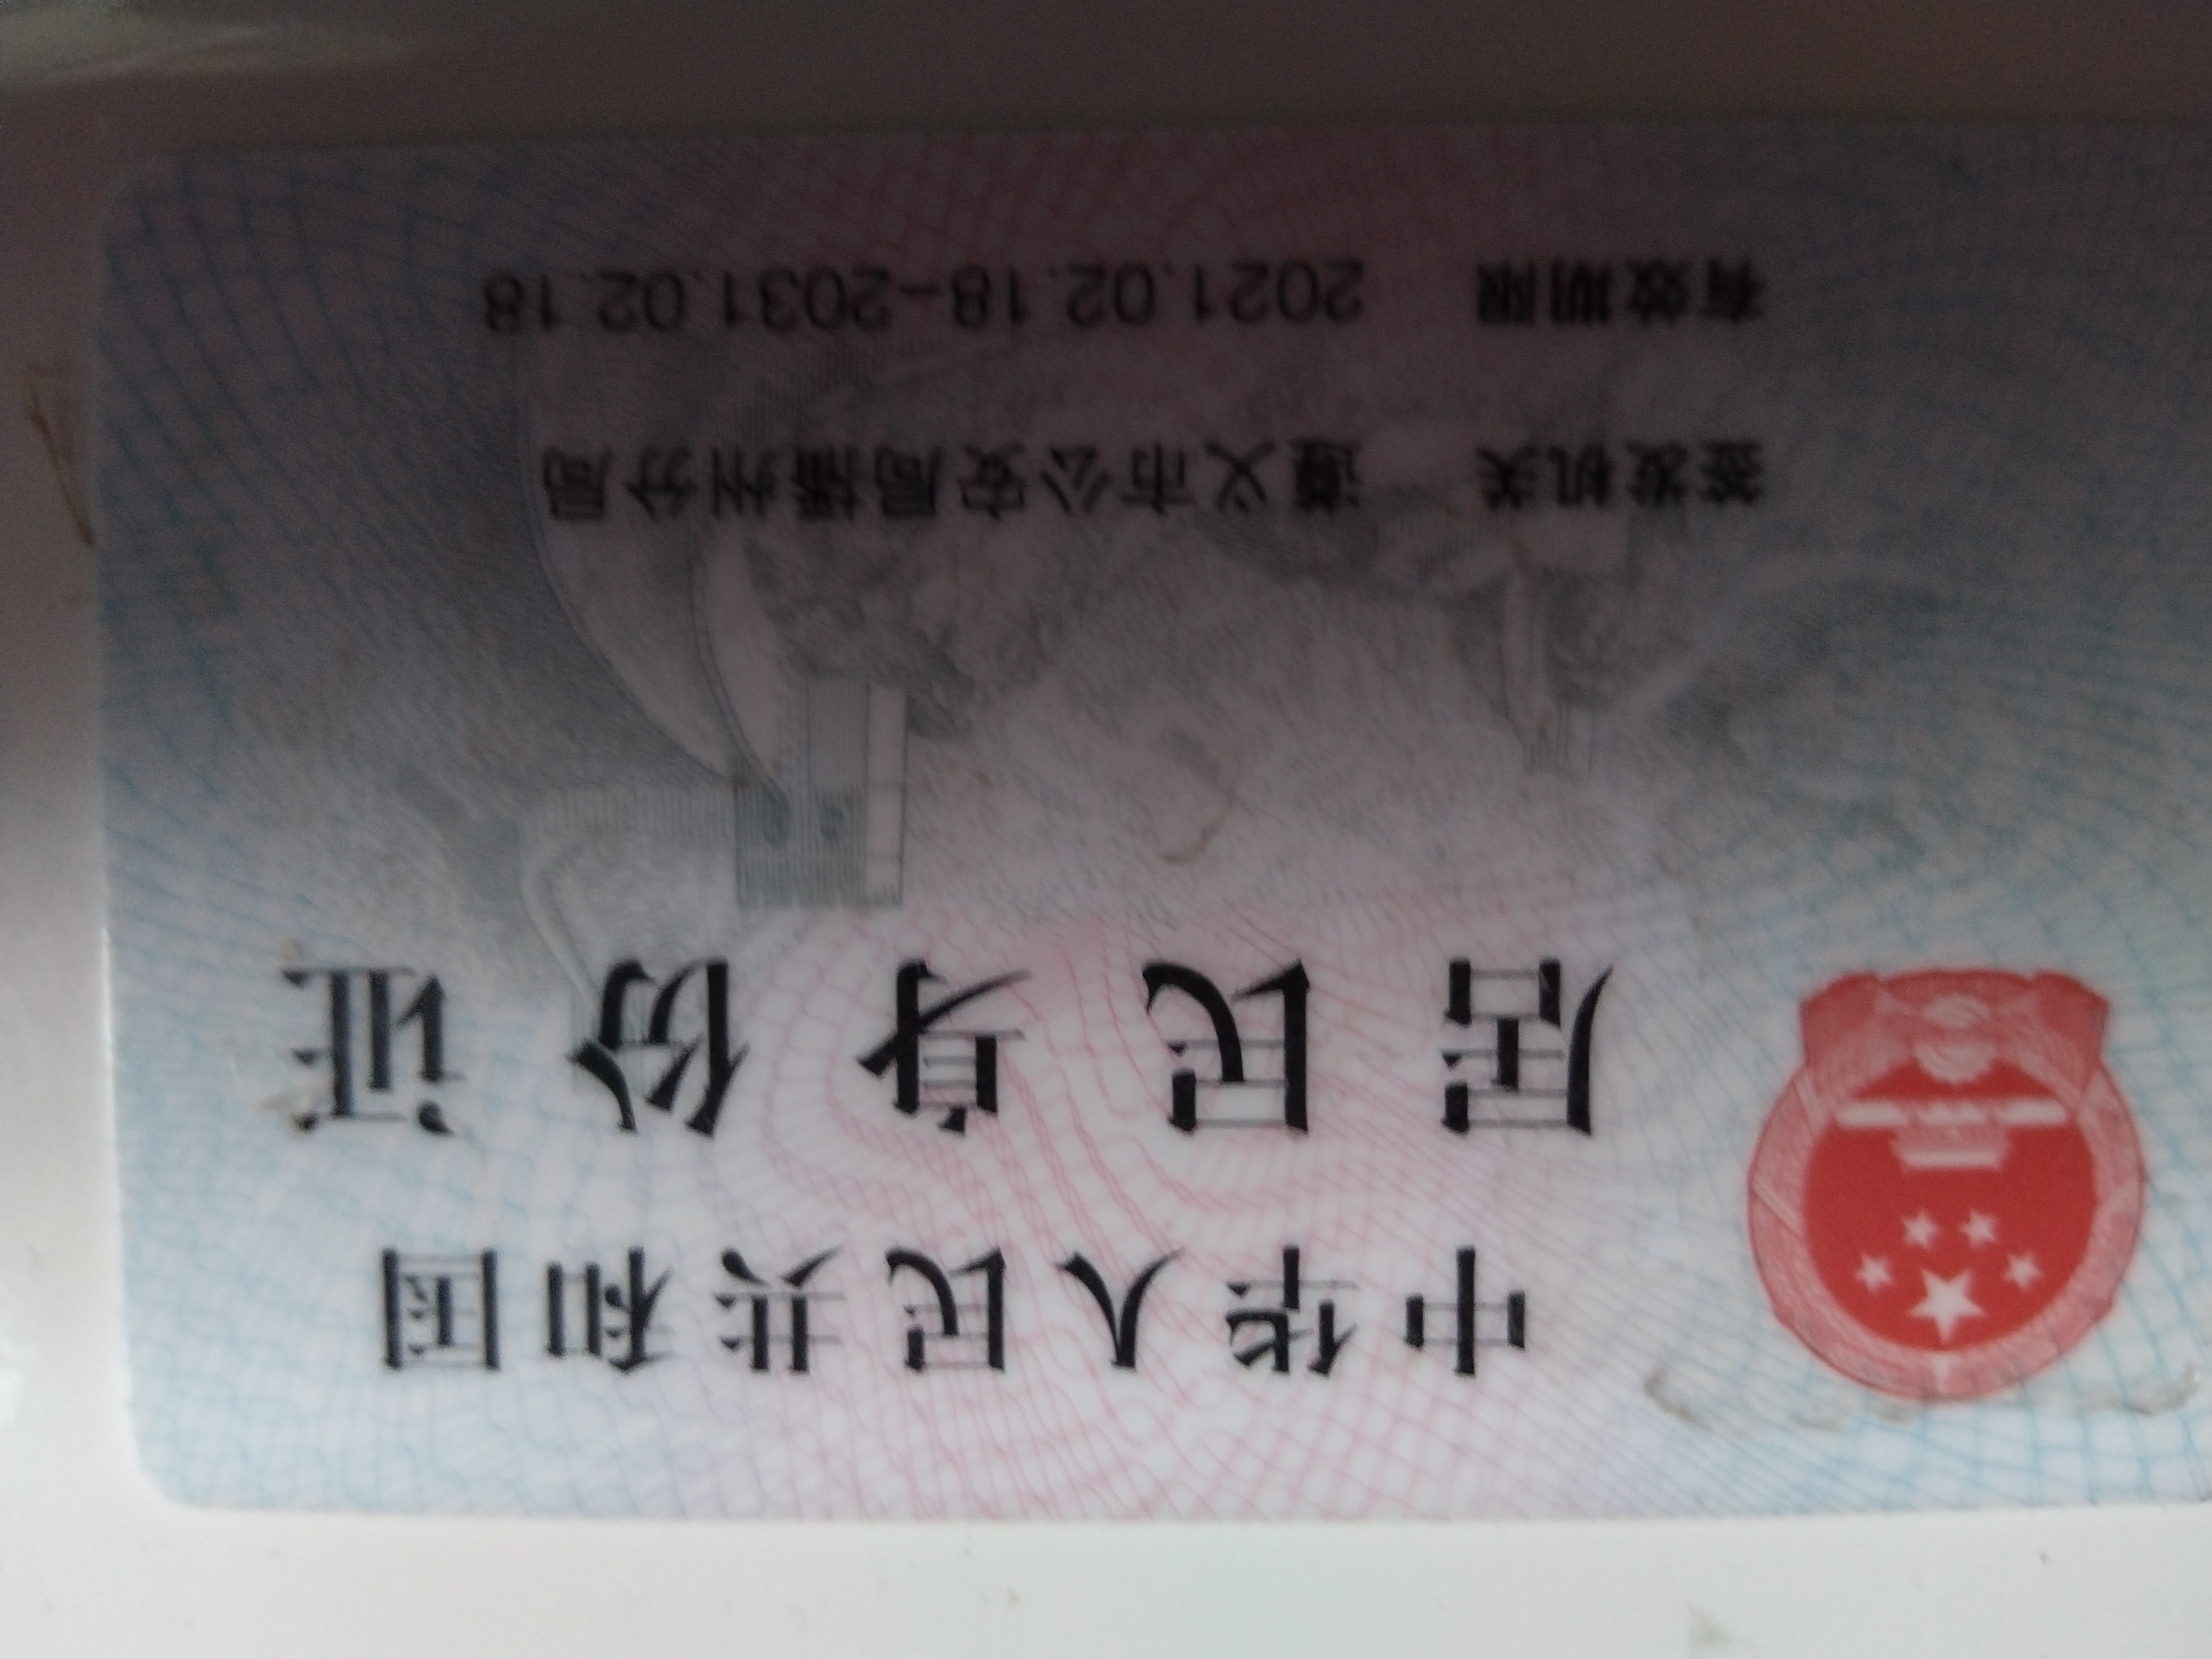 中华人民共和国
居民身份证
签发机关 遵义市公安局播州分局
有效期限 2021.02.18-2031.02.18